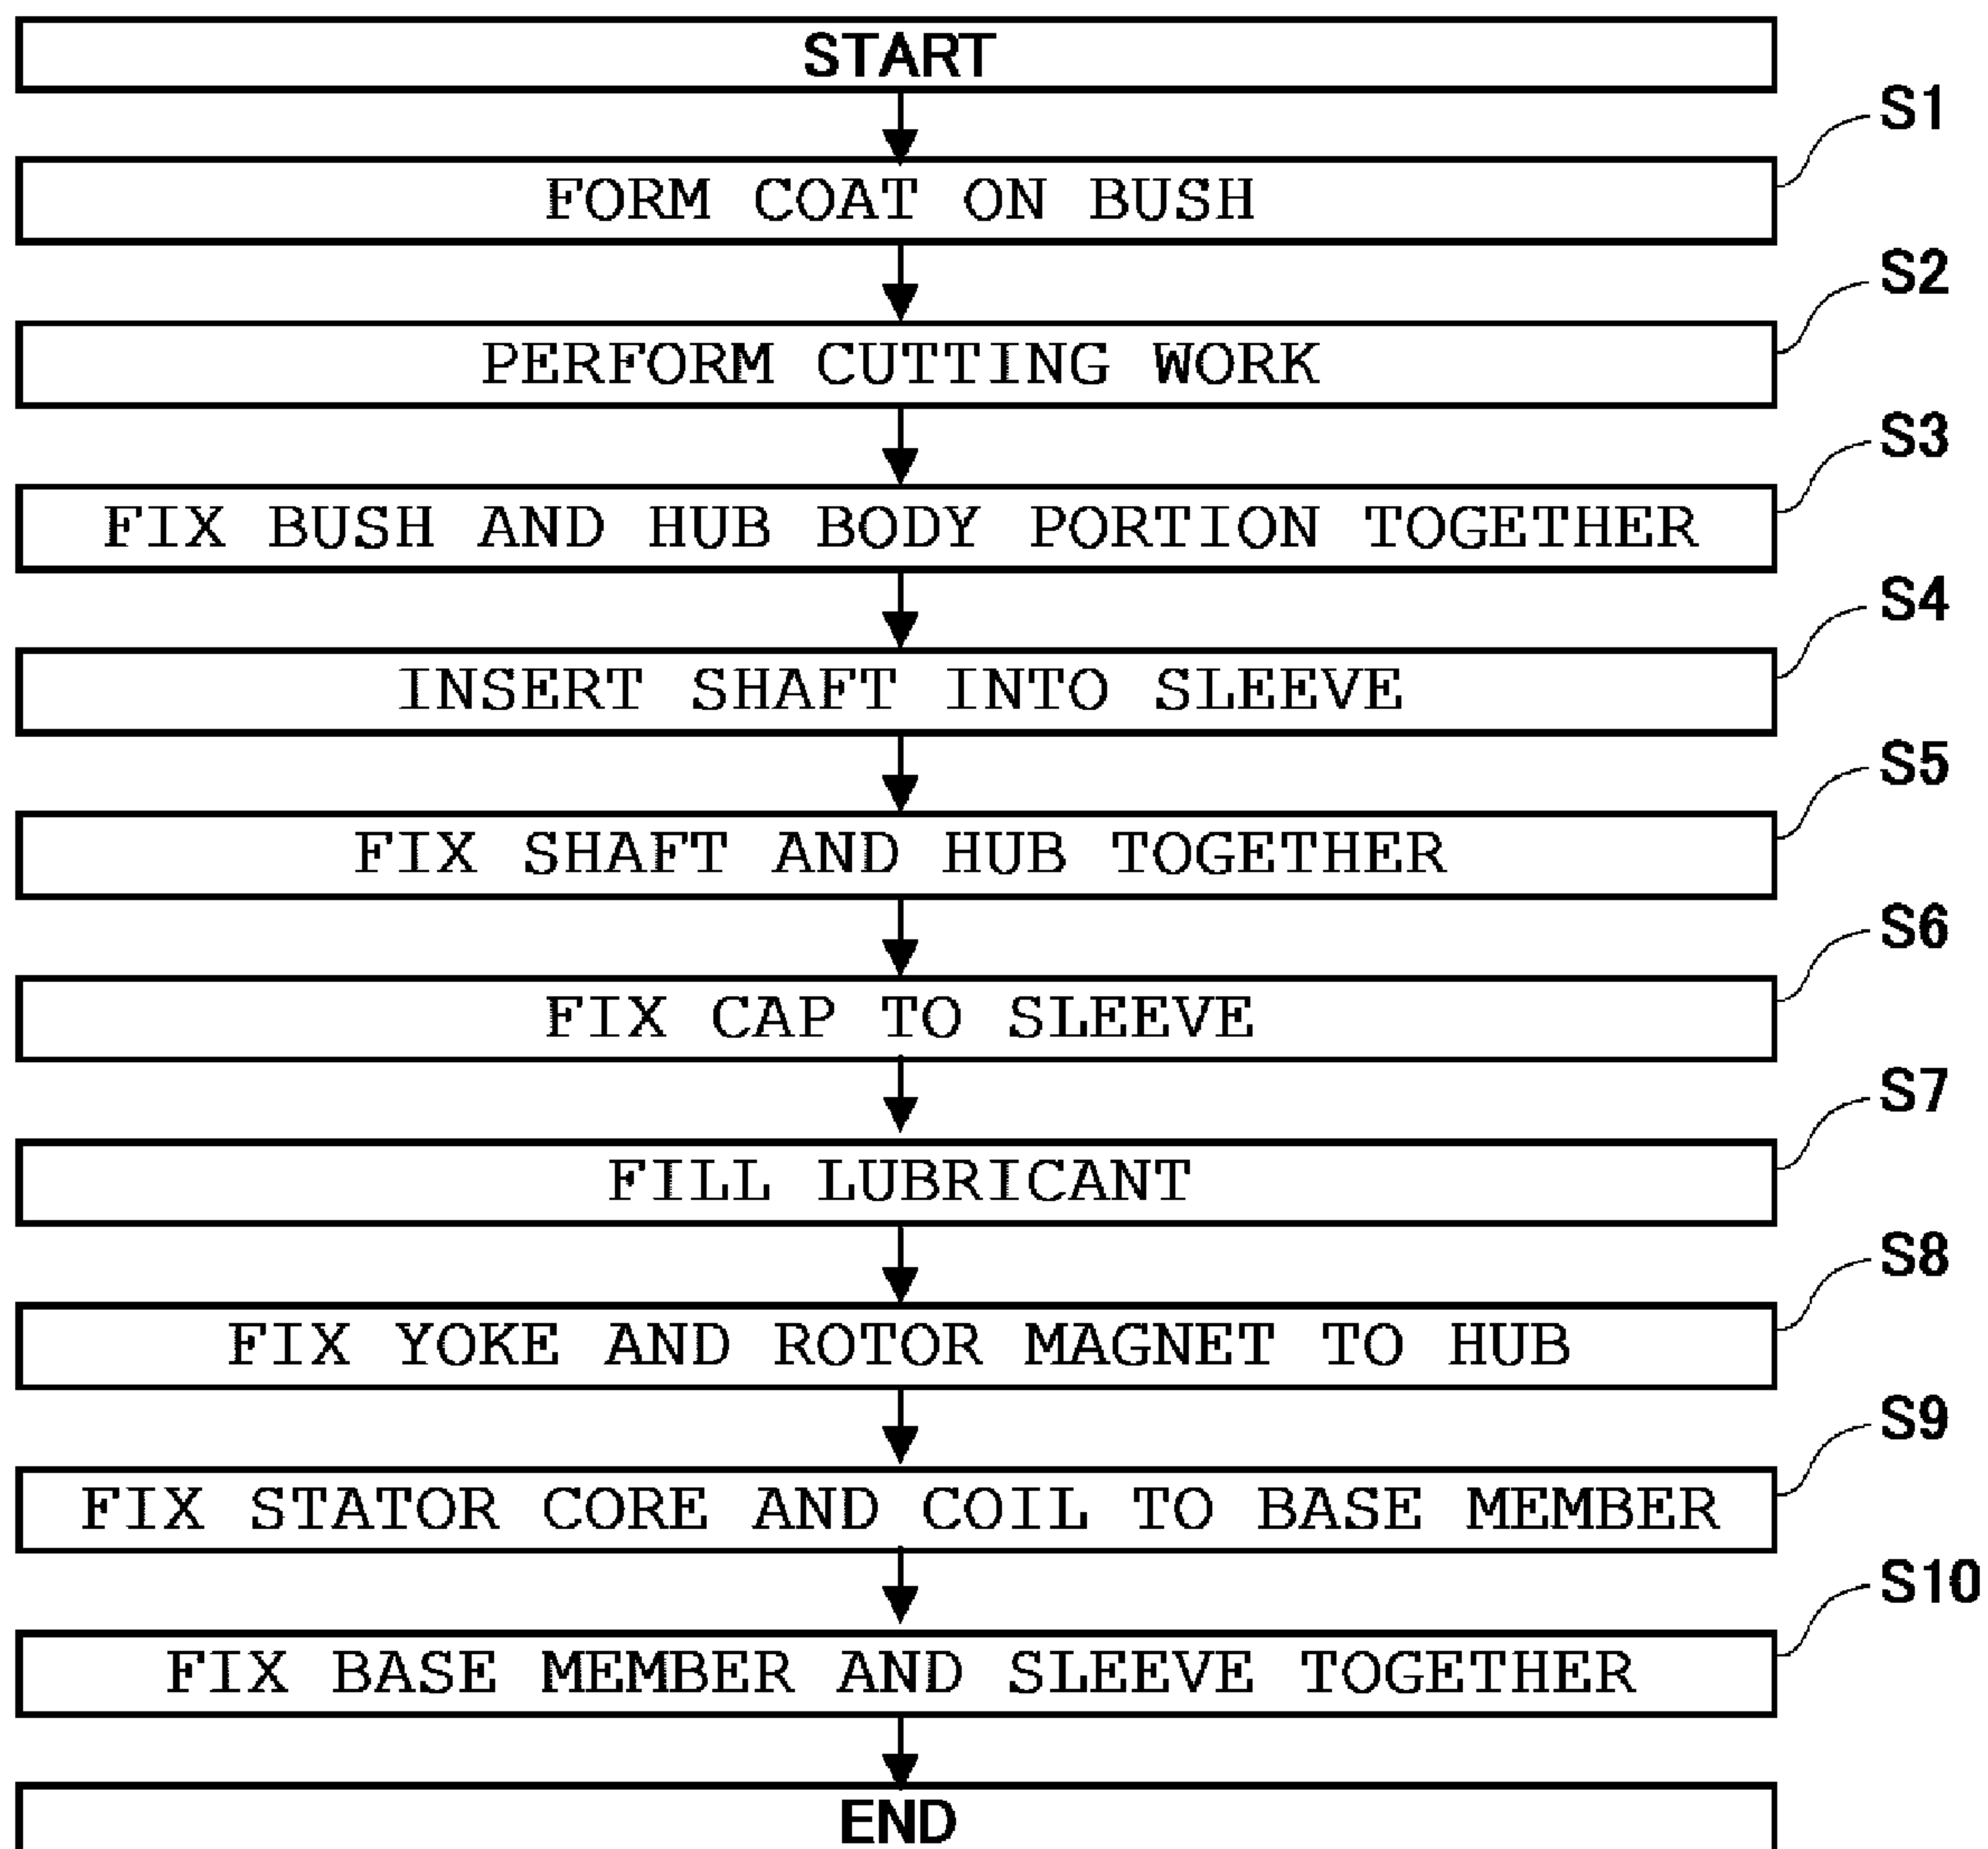 START
S1
FORM COAT ON BUSH
S2
PERFORM CUTTING WORK
S3
FIX BUSH AND HUB BODY PORTION TOGETHER
S4
INSERT SHAFT INTO SLEEVE
S5
FIX SHAFT AND HUB TOGETHER
S6
FIX CAP TO SLEEVE
S7
FILL LUBRICANT
S8
FIX YOKE AND ROTOR MAGNET TO HUB
S9
FIX STATOR CORE AND COIL TO BASE MEMBER
S10
FIX BASE MEMBER AND SLEEVE TOGETHER
END